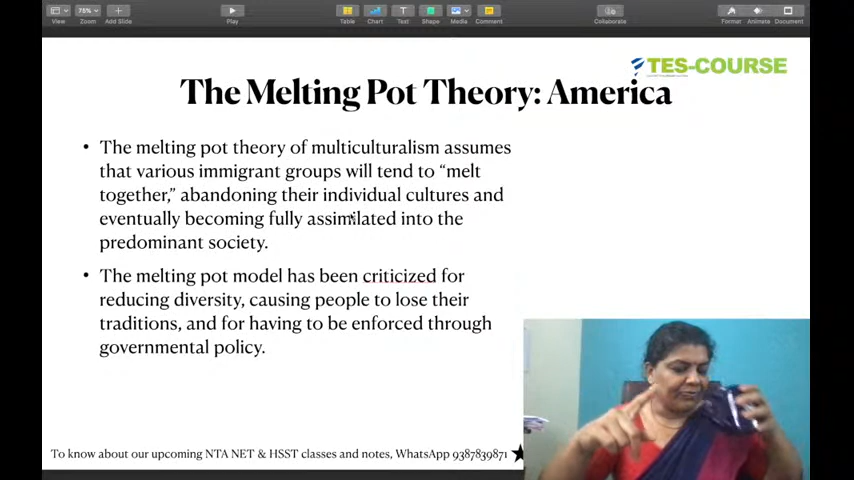 View
75%
Zoom
Add Slide
Play
Table
Chart
Text
Shape
Media
Comment
Collaborate
Format
Animate
Document
TES-COURSE
The Melting Pot Theory: America
• The melting pot theory of multiculturalism assumes
that various immigrant groups will tend to “melt
together,” abandoning their individual cultures and
eventually becoming fully assimilated into the
predominant society.
• The melting pot model has been criticized for
reducing diversity, causing people to lose their
traditions, and for having to be enforced through
governmental policy.
To know about our upcoming NTA NET & HSST classes and notes, WhatsApp 9387839871